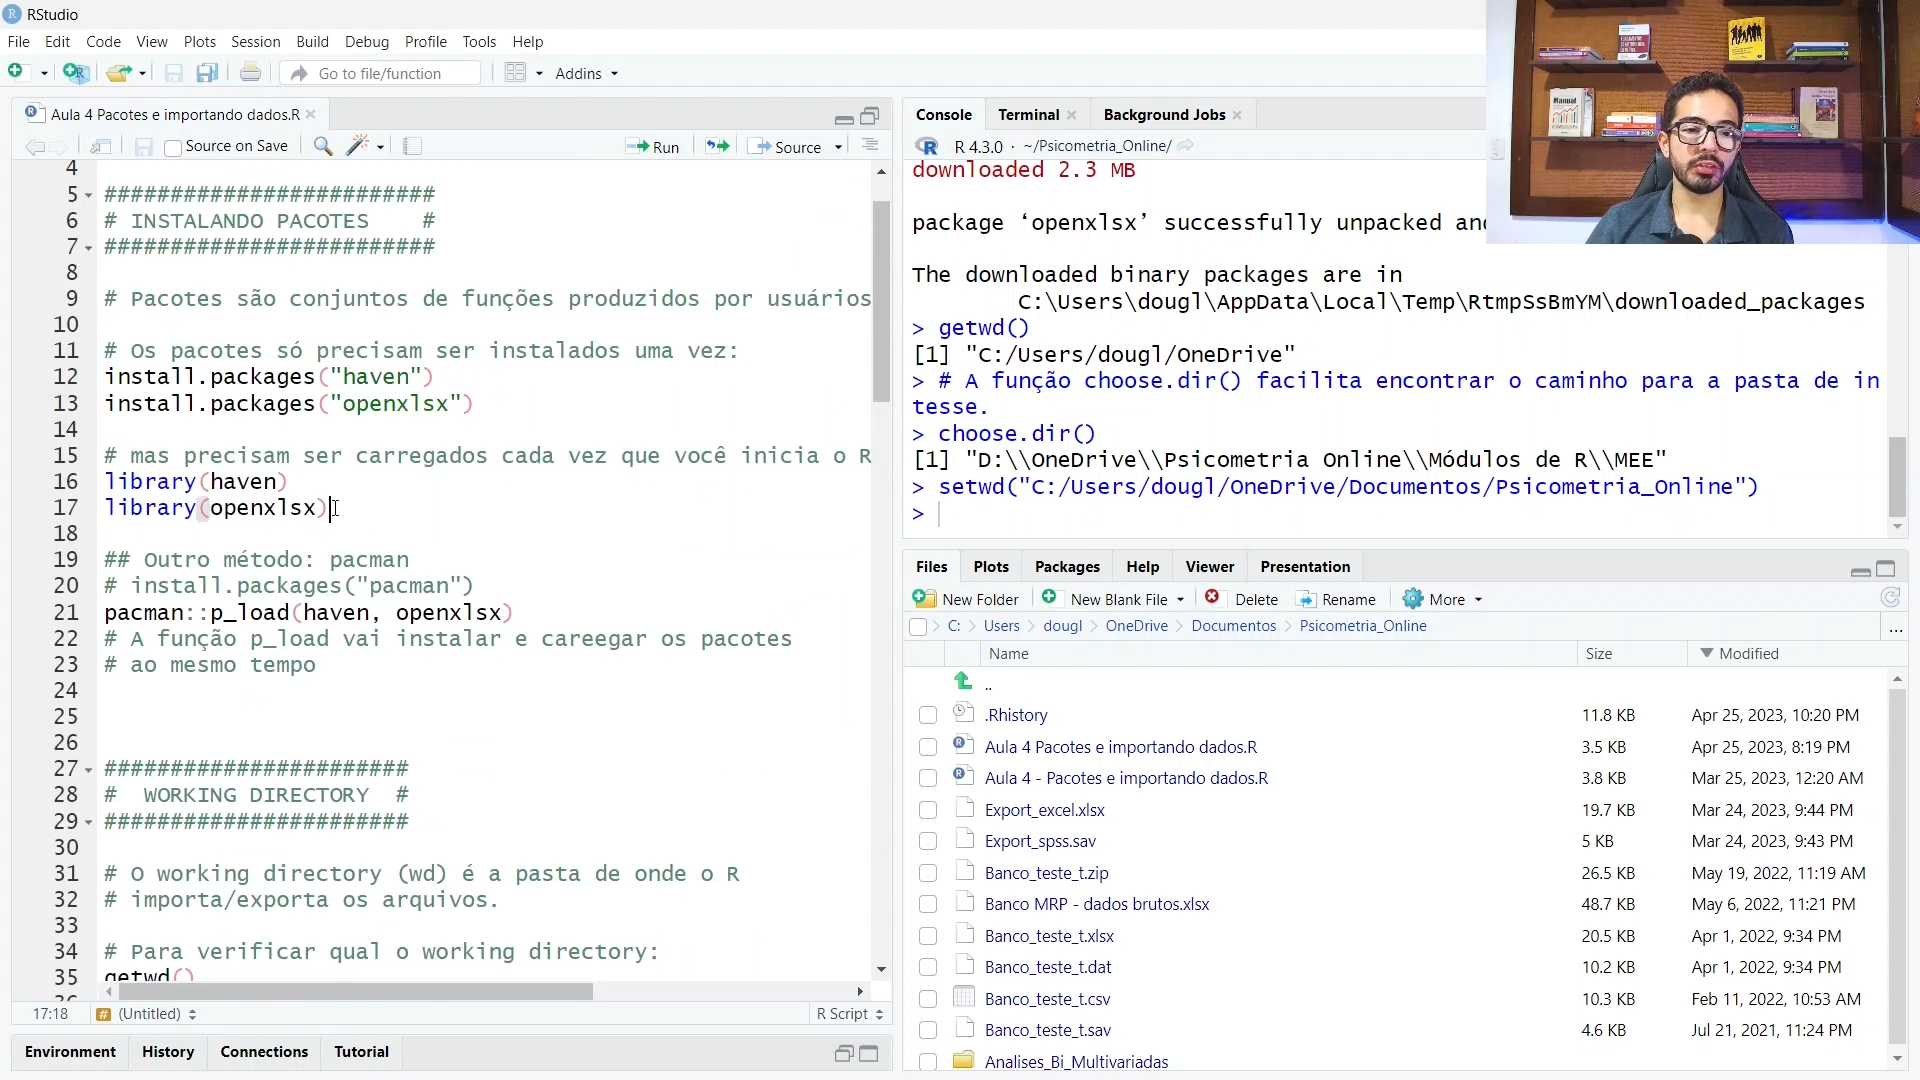 RStudio
File Edit Code View Plots Session Build Debug Profile Tools Help
Go to file/function Addins
Aula 4 Pacotes e importando dados.R
Source on Save Run Source
4
5 #########################
6 # INSTALANDO PACOTES    #
7 #########################
8
9 # Pacotes são conjuntos de funções produzidos por usuários
10
11 # Os pacotes só precisam ser instalados uma vez:
12 install.packages("haven")
13 install.packages("openxlsx")
14
15 # mas precisam ser carregados cada vez que você inicia o R
16 library(haven)
17 library(openxlsx)
18
19 ## Outro método: pacman
20 # install.packages("pacman")
21 pacman::p_load(haven, openxlsx)
22 # A função p_load vai instalar e careegar os pacotes
23 # ao mesmo tempo
24
25
26
27 #######################
28 #  WORKING DIRECTORY  #
29 #######################
30
31 # O working directory (wd) é a pasta de onde o R
32 # importa/exporta os arquivos.
33
34 # Para verificar qual o working directory:
35 getwd()
17:18 (Untitled) R Script
Environment History Connections Tutorial
Console Terminal Background Jobs
R 4.3.0 · ~/Psicometria_Online/
downloaded 2.3 MB
package ‘openxlsx’ successfully unpacked an
The downloaded binary packages are in
C:\Users\dougl\AppData\Local\Temp\RtmpSsBmYM\downloaded_packages
> getwd()
[1] "C:/Users/dougl/OneDrive"
> # A função choose.dir() facilita encontrar o caminho para a pasta de in
tesse.
> choose.dir()
[1] "D:\\OneDrive\\Psicometria Online\\Módulos de R\\MEE"
> setwd("C:/Users/dougl/OneDrive/Documentos/Psicometria_Online")
>
Files Plots Packages Help Viewer Presentation
New Folder New Blank File Delete Rename More
C: Users dougl OneDrive Documentos Psicometria_Online ...
Name Size Modified
..
.Rhistory 11.8 KB Apr 25, 2023, 10:20 PM
Aula 4 Pacotes e importando dados.R 3.5 KB Apr 25, 2023, 8:19 PM
Aula 4 - Pacotes e importando dados.R 3.8 KB Mar 25, 2023, 12:20 AM
Export_excel.xlsx 19.7 KB Mar 24, 2023, 9:44 PM
Export_spss.sav 5 KB Mar 24, 2023, 9:43 PM
Banco_teste_t.zip 26.5 KB May 19, 2022, 11:19 AM
Banco MRP - dados brutos.xlsx 48.7 KB May 6, 2022, 11:21 PM
Banco_teste_t.xlsx 20.5 KB Apr 1, 2022, 9:34 PM
Banco_teste_t.dat 10.2 KB Apr 1, 2022, 9:34 PM
Banco_teste_t.csv 10.3 KB Feb 11, 2022, 10:53 AM
Banco_teste_t.sav 4.6 KB Jul 21, 2021, 11:24 PM
Analises_Bi_Multivariadas
Manual